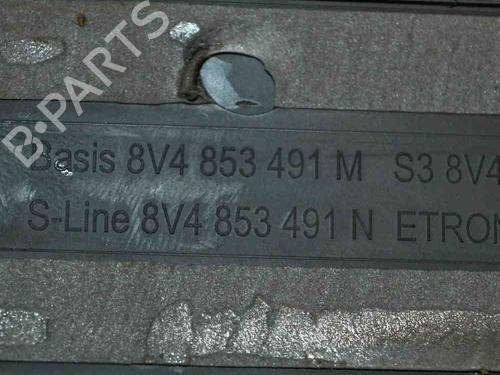 B-PARTS
Basis 8V4 853 491 M S3 8V4
S-Line 8V4 853 491 N ETRON